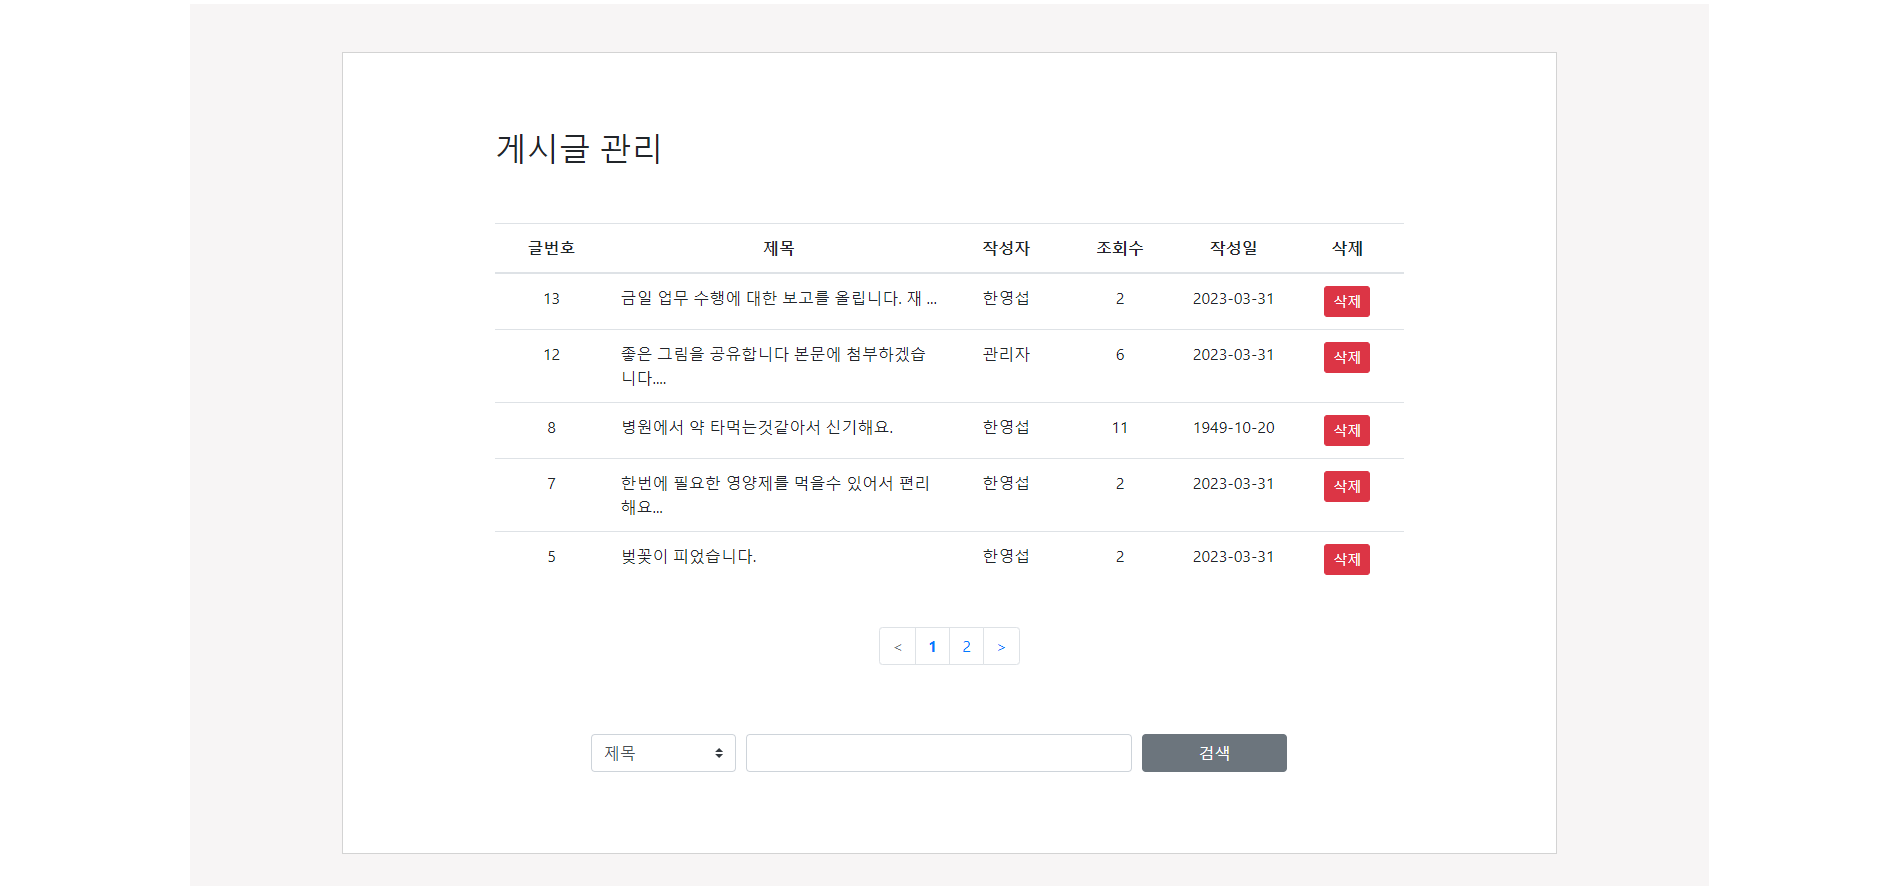 게시글 관리
글번호 제목 작성자 조회수 작성일 삭제
13 금일 업무 수행에 대한 보고를 올립니다. 재 ... 한영섭 2 2023-03-31 삭제
12 좋은 그림을 공유합니다 본문에 첨부하겠습 관리자 6 2023-03-31 삭제
니다....
8 병원에서 약 타먹는것같아서 신기해요. 한영섭 11 1949-10-20 삭제
7 한번에 필요한 영양제를 먹을수 있어서 편리 한영섭 2 2023-03-31 삭제
해요...
5 벚꽃이 피었습니다. 한영섭 2 2023-03-31 삭제
< 1 2 >
제목 검색